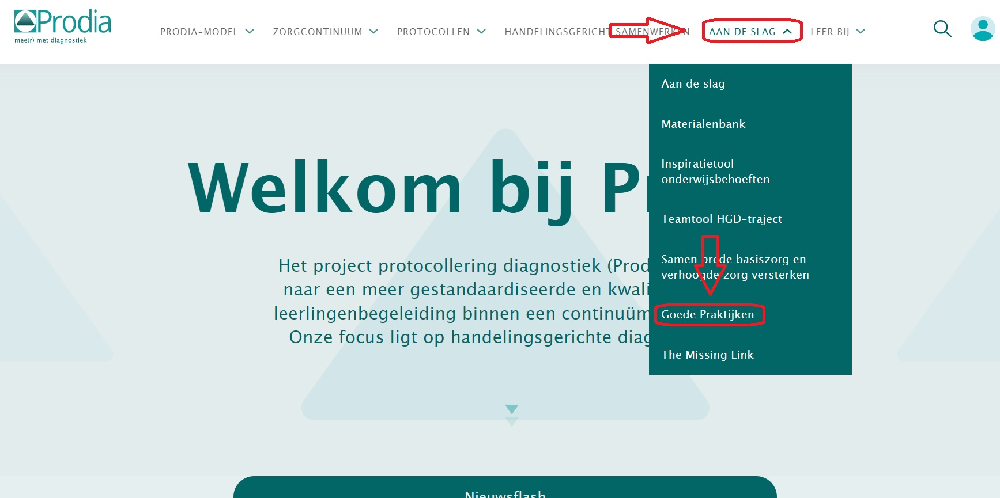 Prodia
mee(r) met diagnostiek
PRODIA-MODEL ZORGCONTINUUM PROTOCOLLEN HANDELINGSGERICHT SAMENWERKEN AAN DE SLAG LEER BIJ
Aan de slag
Materialenbank
Inspiratietool
onderwijsbehoeften
Teamtool HGD-traject
Samen brede basiszorg en
verhoogde zorg versterken
Goede Praktijken
The Missing Link
Welkom bij Pr
Het project protocollering diagnostiek (Prod
naar een meer gestandaardiseerde en kwali
leerlingenbegeleiding binnen een continuüm
Onze focus ligt op handelingsgerichte diag
Nieuwsflash